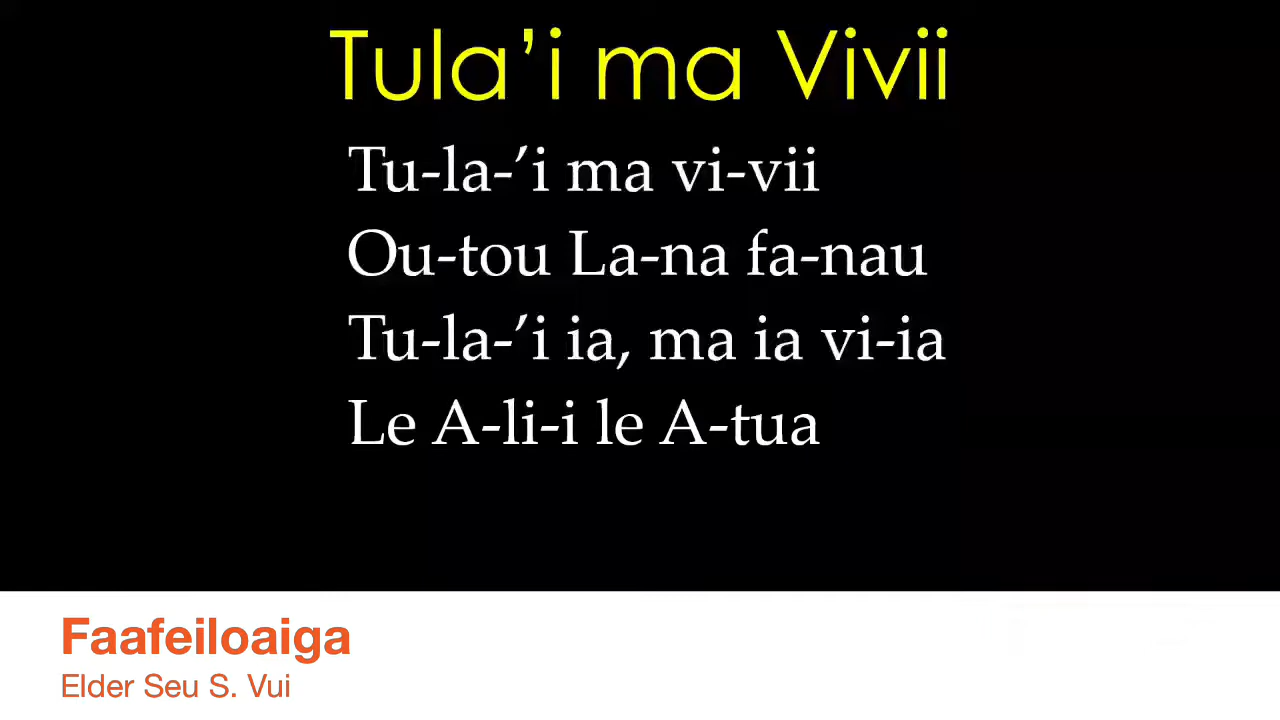 Tula’i ma Vivii
Tu-la-’i ma vi-vii
Ou-tou La-na fa-nau
Tu-la-’i ia, ma ia vi-ia
Le A-li-i le A-tua
Faafeiloaiga
Elder Seu S. Vui